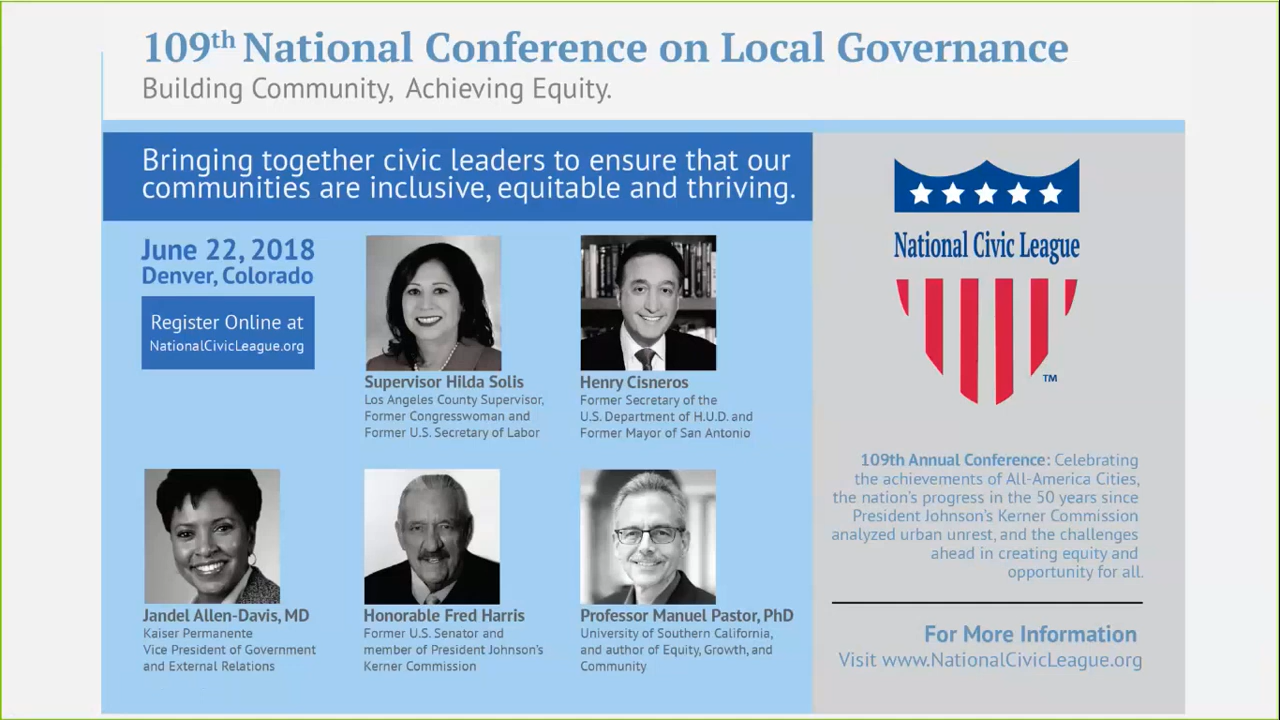 109th National Conference on Local Governance
Building Community, Achieving Equity.
Bringing together civic leaders to ensure that our
communities are inclusive, equitable and thriving.
June 22, 2018
Denver, Colorado
Register Online at
NationalCivicLeague.org
Supervisor Hilda Solis
Los Angeles County Supervisor,
Former Congresswoman and
Former U.S. Secretary of Labor
Henry Cisneros
Former Secretary of the
U.S. Department of H.U.D. and
Former Mayor of San Antonio
Jandel Allen-Davis, MD
Kaiser Permanente
Vice President of Government
and External Relations
Honorable Fred Harris
Former U.S. Senator and
member of President Johnson's
Kerner Commission
Professor Manuel Pastor, PhD
University of Southern California,
and author of Equity, Growth, and
Community
National Civic League
TM
109th Annual Conference: Celebrating
the achievements of All-America Cities,
the nation's progress in the 50 years since
President Johnson's Kerner Commission
analyzed urban unrest, and the challenges
ahead in creating equity and
opportunity for all.
For More Information
Visit www.NationalCivicLeague.org